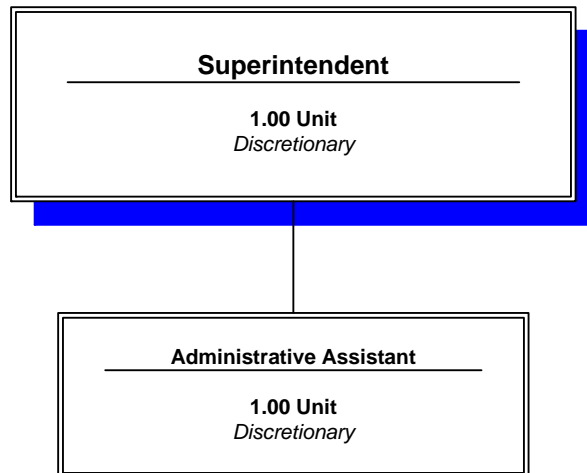 Superintendent
1.00 Unit
Discretionary
Administrative Assistant
1.00 Unit
Discretionary